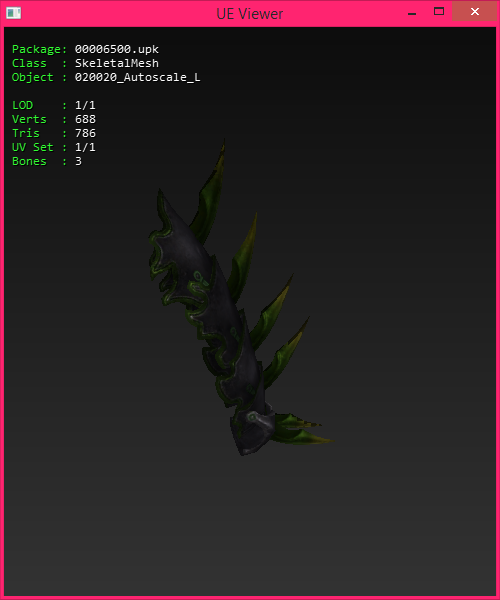 UE Viewer
Package: 00006500.upk
Class : SkeletalMesh
Object : 020020_Autoscale_L
LOD : 1/1
Verts : 688
Tris : 786
UV Set : 1/1
Bones : 3